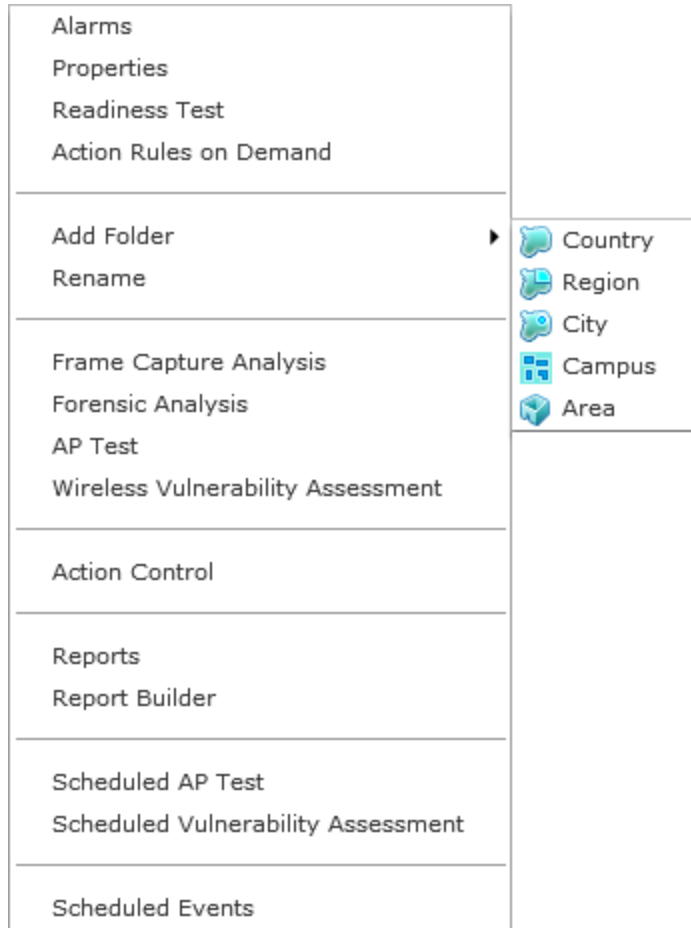 Alarms
Properties
Readiness Test
Action Rules on Demand
Add Folder
Rename
Frame Capture Analysis
Forensic Analysis
AP Test
Wireless Vulnerability Assessment
Action Control
Reports
Report Builder
Scheduled AP Test
Scheduled Vulnerability Assessment
Scheduled Events
Country
Region
City
Campus
Area